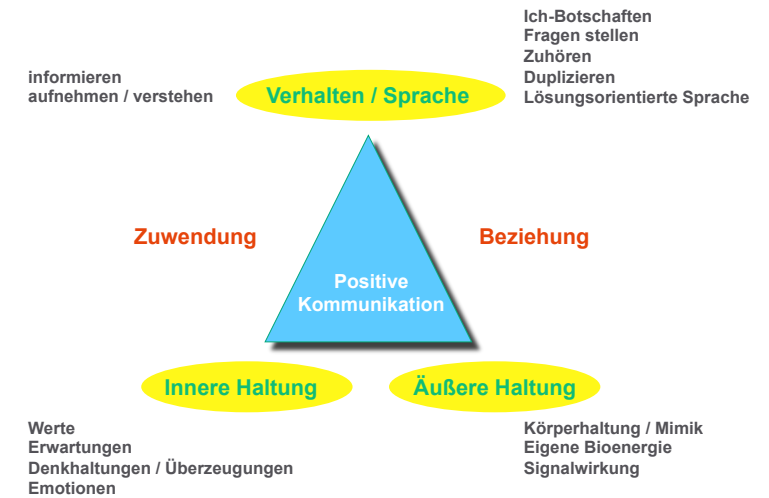 Ich-Botschaften
Fragen stellen
Zuhören
Duplizieren
Lösungsorientierte Sprache
informieren
aufnehmen / verstehen
Verhalten / Sprache
Zuwendung
Beziehung
Positive
Kommunikation
Innere Haltung
Äußere Haltung
Werte
Erwartungen
Denkhaltungen / Überzeugungen
Emotionen
Körperhaltung / Mimik
Eigene Bioenergie
Signalwirkung